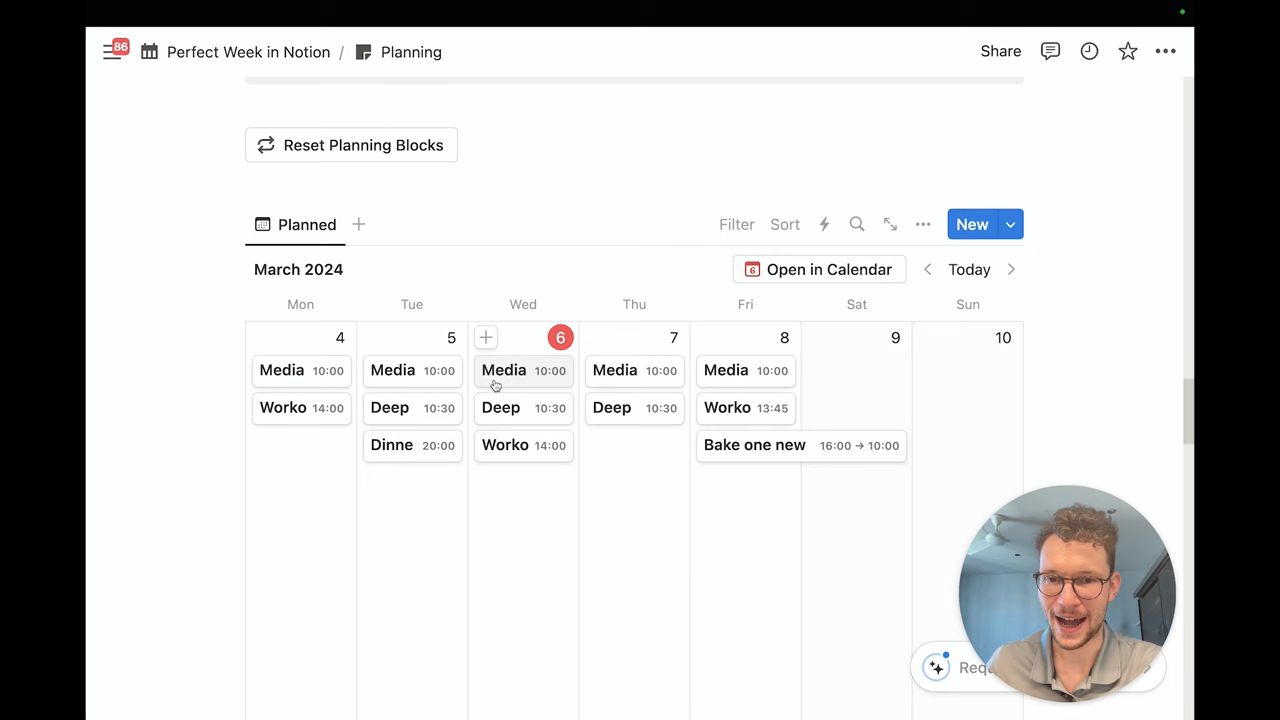 86 Perfect Week in Notion / Planning Share
Reset Planning Blocks
Planned Filter Sort New
March 2024 6 Open in Calendar Today
Mon Tue Wed Thu Fri Sat Sun
4 5 6 7 8 9 10
Media 10:00 Media 10:00 Media 10:00 Media 10:00 Media 10:00
Worko 14:00 Deep 10:30 Deep 10:30 Deep 10:30 Worko 13:45
Dinne 20:00 Worko 14:00 Bake one new 16:00 → 10:00